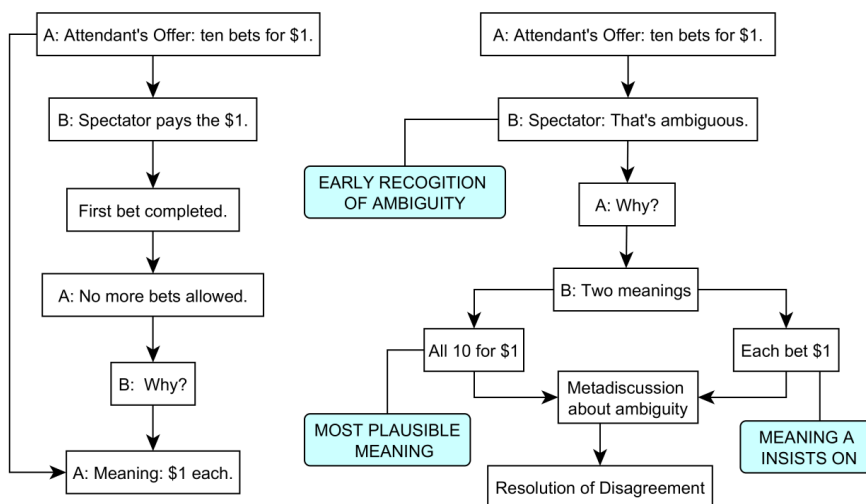 A: Attendant's Offer: ten bets for $1.
B: Spectator pays the $1.
First bet completed.
A: No more bets allowed.
B: Why?
A: Meaning: $1 each.
A: Attendant's Offer: ten bets for $1.
B: Spectator: That's ambiguous.
EARLY RECOGITION
OF AMBIGUITY
A: Why?
B: Two meanings
All 10 for $1
Each bet $1
Metadiscussion
about ambiguity
MOST PLAUSIBLE
MEANING
MEANING A
INSISTS ON
Resolution of Disagreement